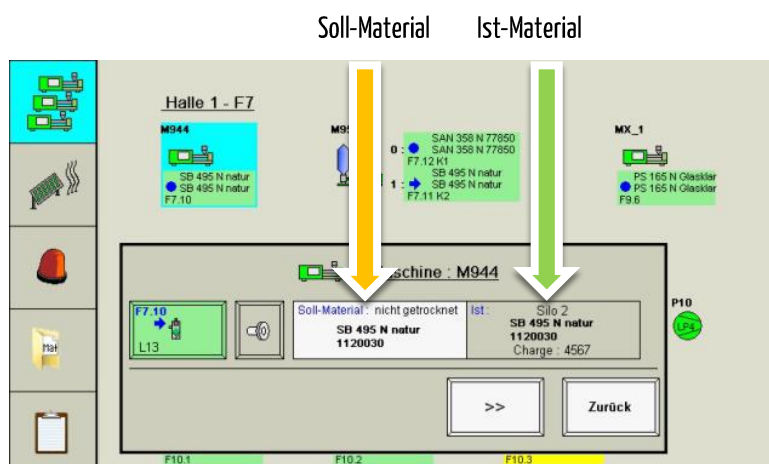 Soll-Material Ist-Material
Halle 1 - F7
M944
SB 495 N natur
SB 495 N natur
F7.10
0 :
SAN 358 N 77850
SAN 358 N 77850
F7.12 K1
SB 495 N natur
1 :
SB 495 N natur
F7.11 K2
MX_1
PS 165 N Glasklar
PS 165 N Glasklar
F9.6
: M944
F7.10
L13
Soll-Material : nicht getrocknet
SB 495 N natur
1120030
Ist :
Silo 2
SB 495 N natur
1120030
Charge : 4567
P10
LP4
Mat
>>
Zurück
F10.1
F10.2
F10.3